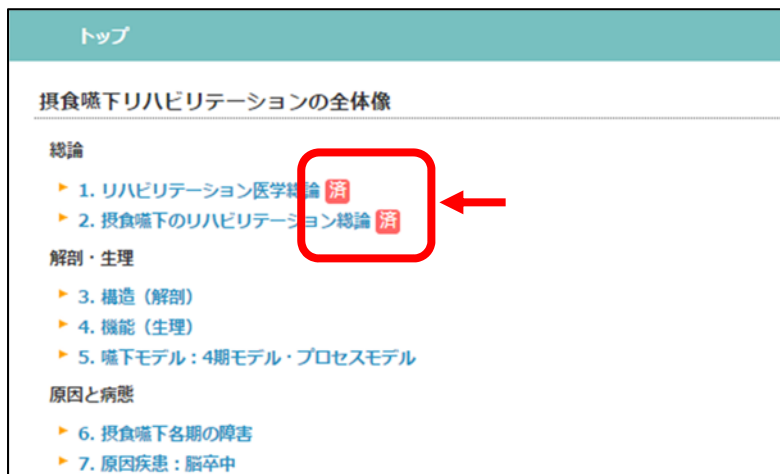 トップ
摂食嚥下リハビリテーションの全体像
総論
1. リハビリテーション医学総論 済
2. 摂食嚥下のリハビリテーション総論 済
解剖・生理
3. 構造（解剖）
4. 機能（生理）
5. 嚥下モデル：4期モデル・プロセスモデル
原因と病態
6. 摂食嚥下各期の障害
7. 原因疾患：脳卒中